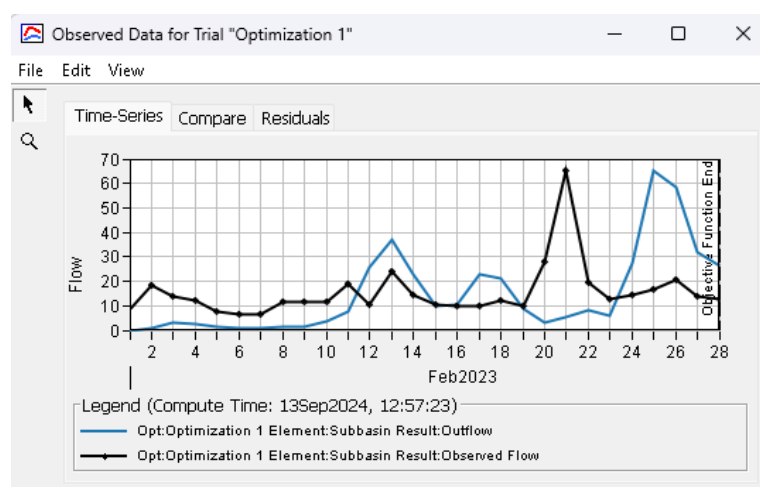 Observed Data for Trial "Optimization 1"
File Edit View
Time-Series Compare Residuals
70
60
50
40
30
20
10
0
Flow
Objective Function End
2 4 6 8 10 12 14 16 18 20 22 24 26 28
Feb2023
Legend (Compute Time: 13Sep2024, 12:57:23)
Opt:Optimization 1 Element:Subbasin Result:Outflow
Opt:Optimization 1 Element:Subbasin Result:Observed Flow